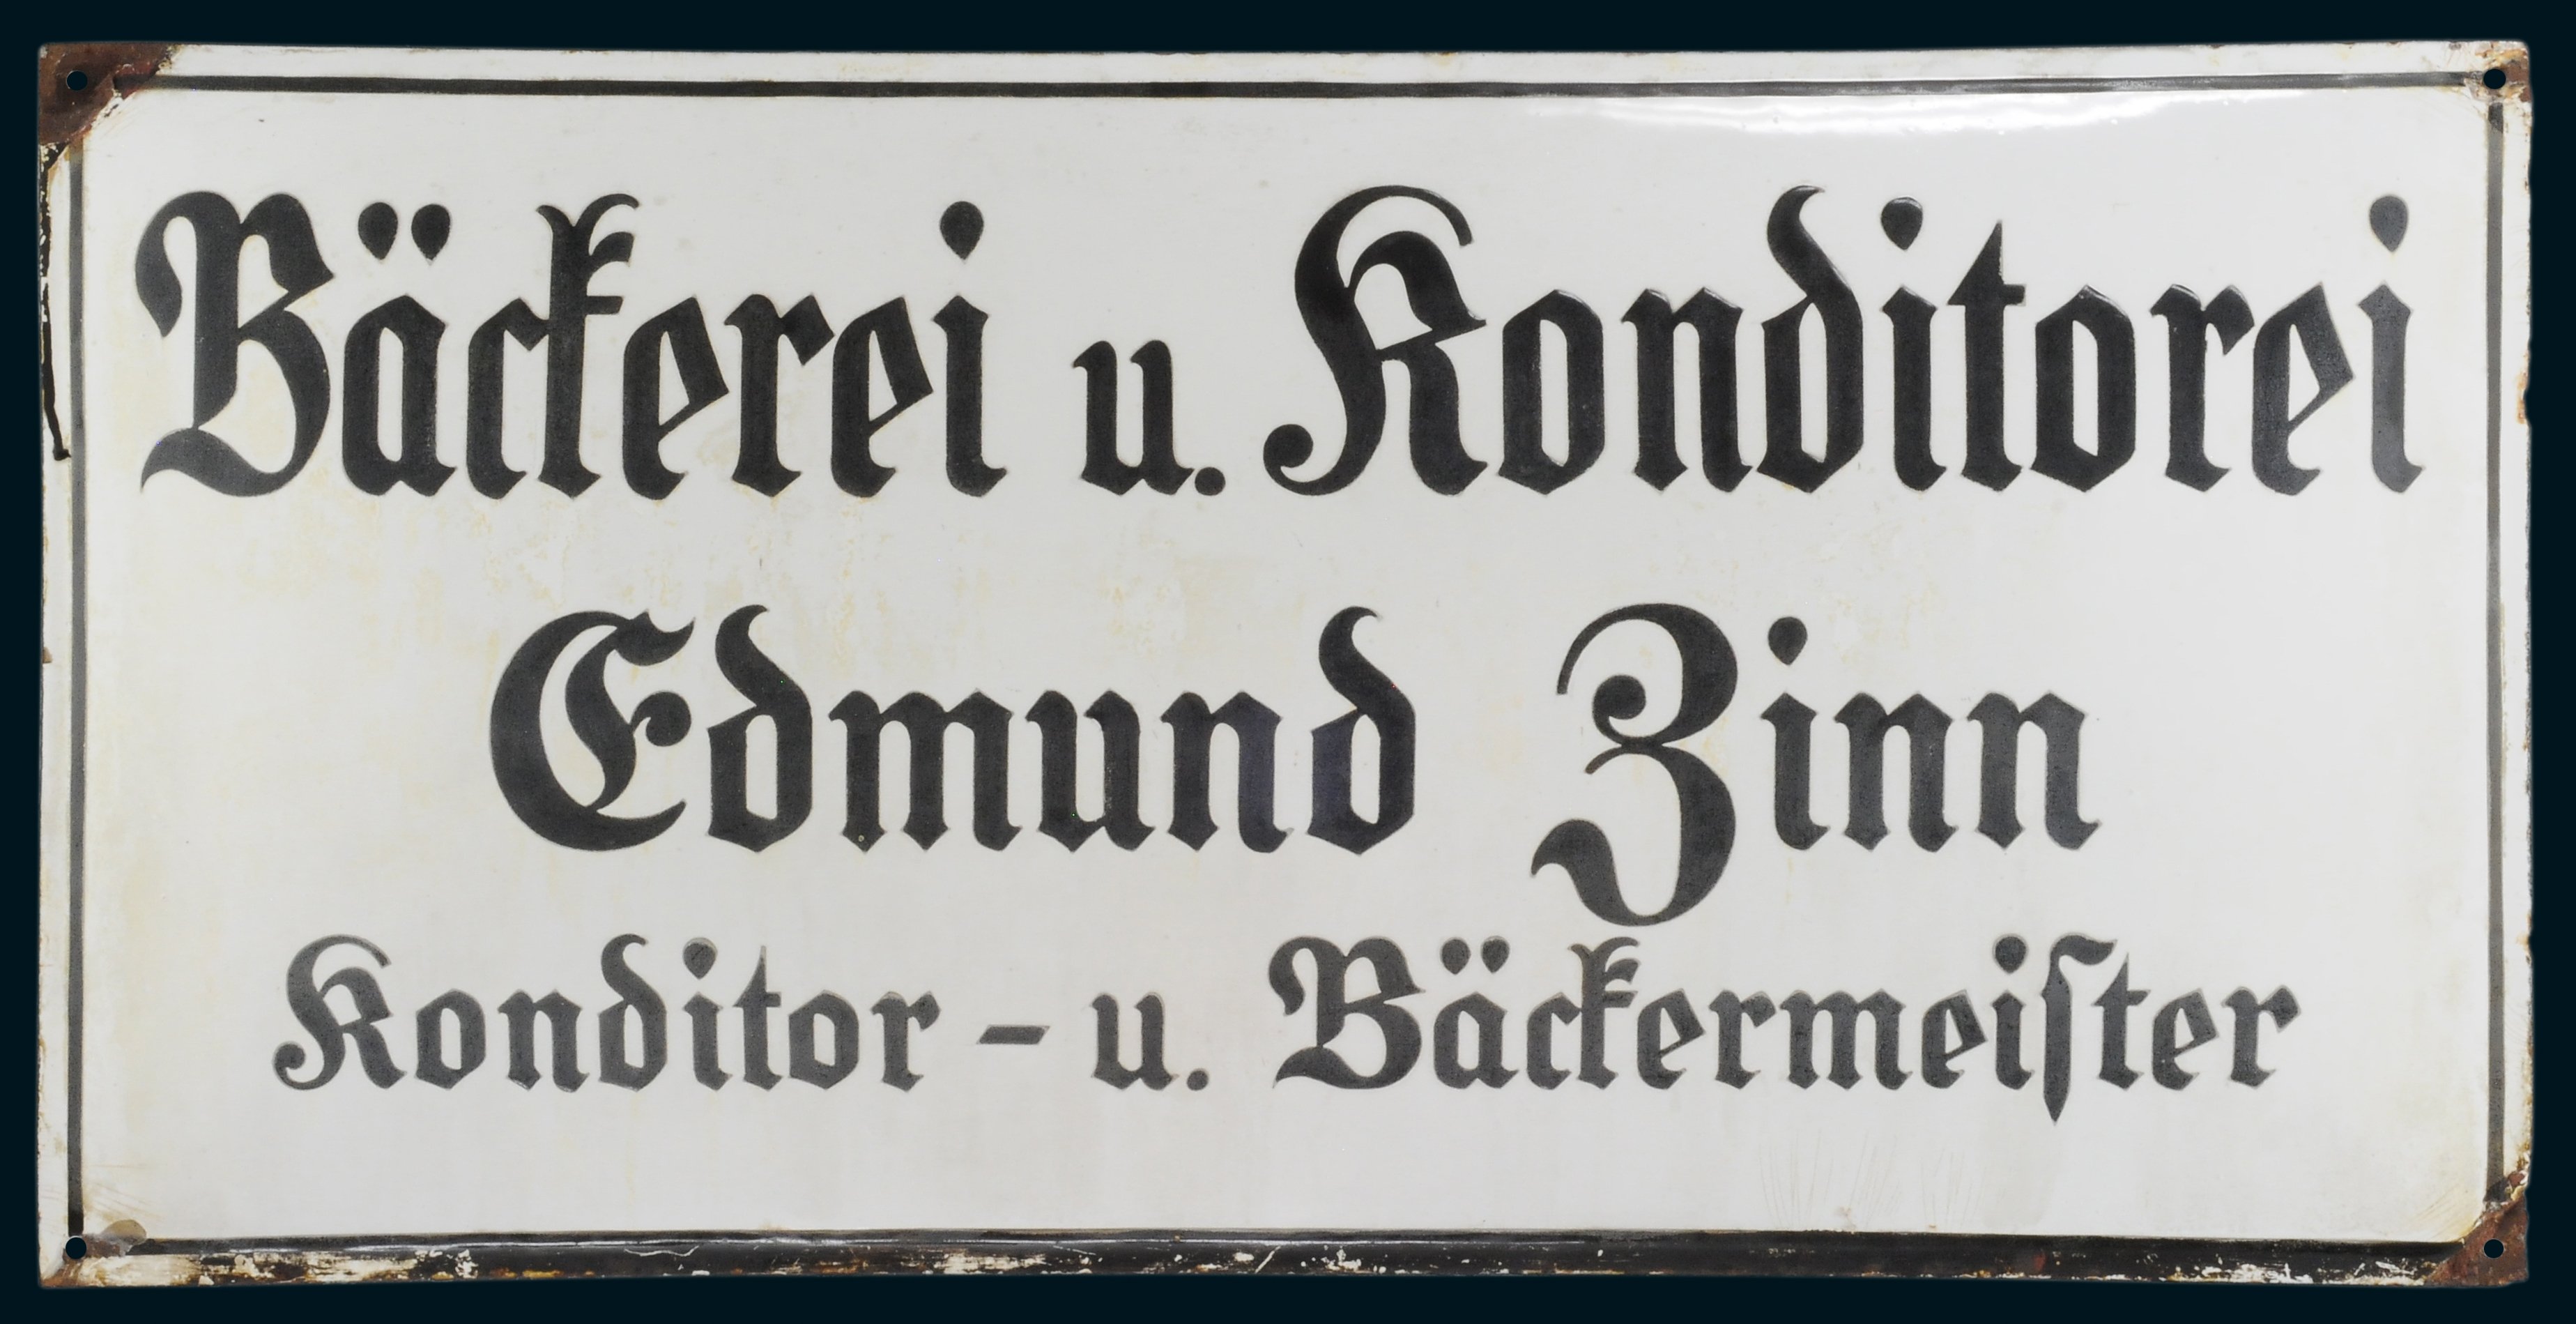 Bäckerei u. Konditorei
Edmund Zinn
Konditor - u. Bäckermeiſter